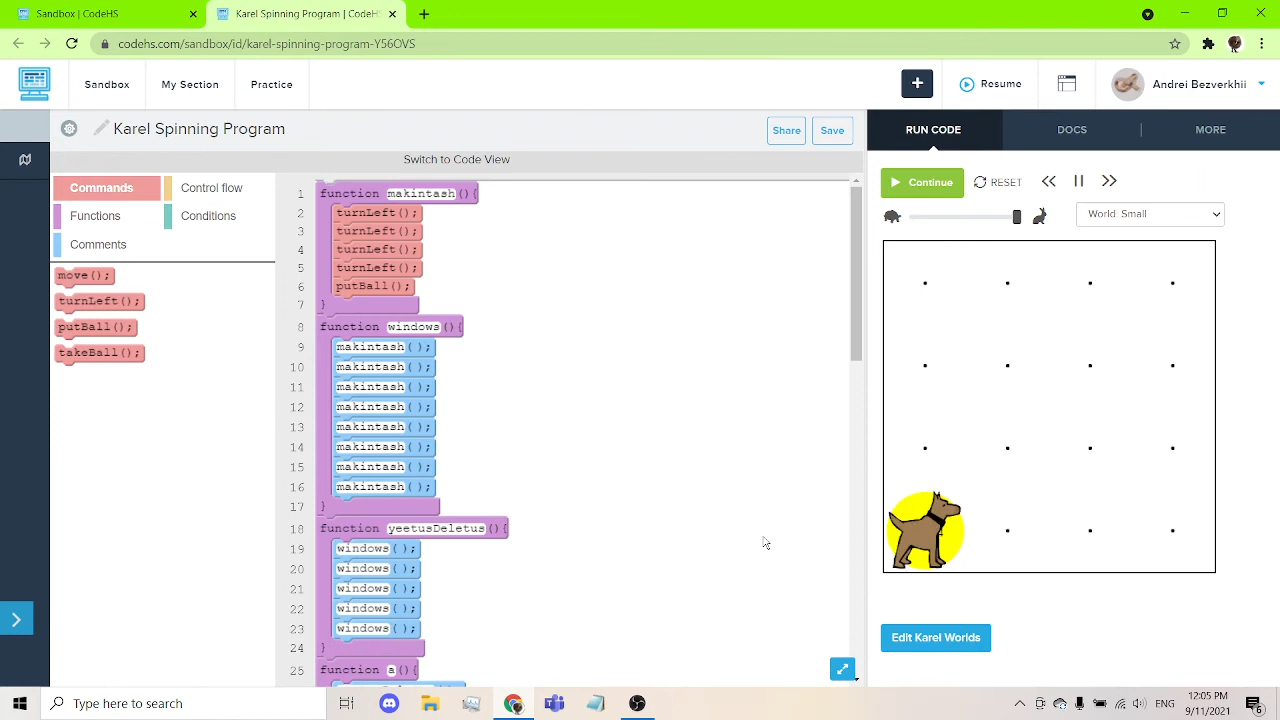 Sandbox | CodeHS
Karel Spinning Program | CodeHS
codehs.com/sandbox/id/karel-spinning-program-Y56OVS
Sandbox
My Section
Practice
Resume
Andrei Bezverkhii
Karel Spinning Program
Share
Save
RUN CODE
DOCS
MORE
Switch to Code View
Commands
Control flow
Functions
Conditions
Comments
move();
turnLeft();
putBall();
takeBall();
1 function makintash(){
2 turnLeft();
3 turnLeft();
4 turnLeft();
5 turnLeft();
6 putBall();
7 }
8 function windows(){
9 makintash( );
10 makintash( );
11 makintash( );
12 makintash( );
13 makintash( );
14 makintash( );
15 makintash( );
16 makintash( );
17 }
18 function yeetusDeletus(){
19 windows( );
20 windows( );
21 windows( );
22 windows( );
23 windows( );
24 }
25 function a(){
Continue
RESET
World: Small
Edit Karel Worlds
Type here to search
ENG
12:05 PM
9/11/2021
6